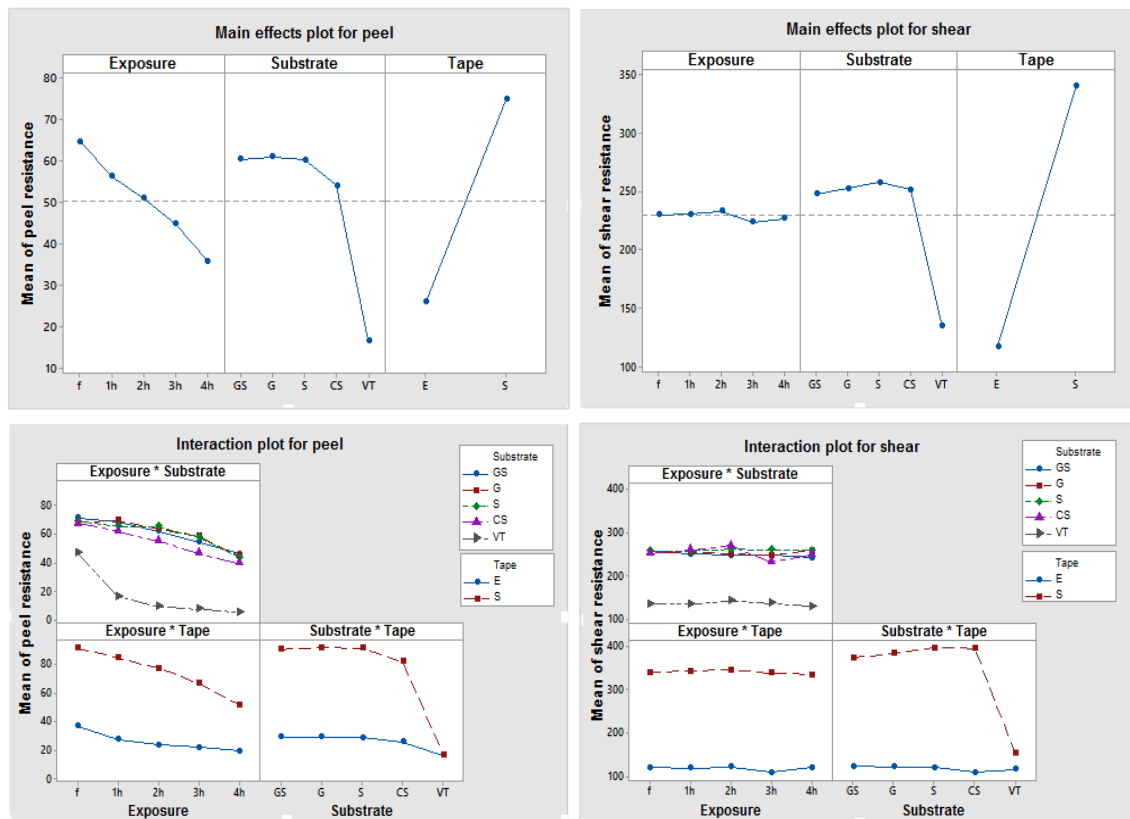 Main effects plot for peel
Exposure Substrate Tape
Mean of peel resistance
80
70
60
50
40
30
20
10
f 1h 2h 3h 4h GS G S CS VT E S
Main effects plot for shear
Exposure Substrate Tape
Mean of shear resistance
350
300
250
200
150
100
f 1h 2h 3h 4h GS G S CS VT E S
Interaction plot for peel
Exposure * Substrate
Mean of peel resistance
80
60
40
20
0
Substrate
GS
G
S
CS
VT
Tape
E
S
Exposure * Tape Substrate * Tape
80
60
40
20
0
f 1h 2h 3h 4h GS G S CS VT
Exposure Substrate
Interaction plot for shear
Exposure * Substrate
Mean of shear resistance
400
300
200
100
Substrate
GS
G
S
CS
VT
Tape
E
S
Exposure * Tape Substrate * Tape
400
300
200
100
f 1h 2h 3h 4h GS G S CS VT
Exposure Substrate